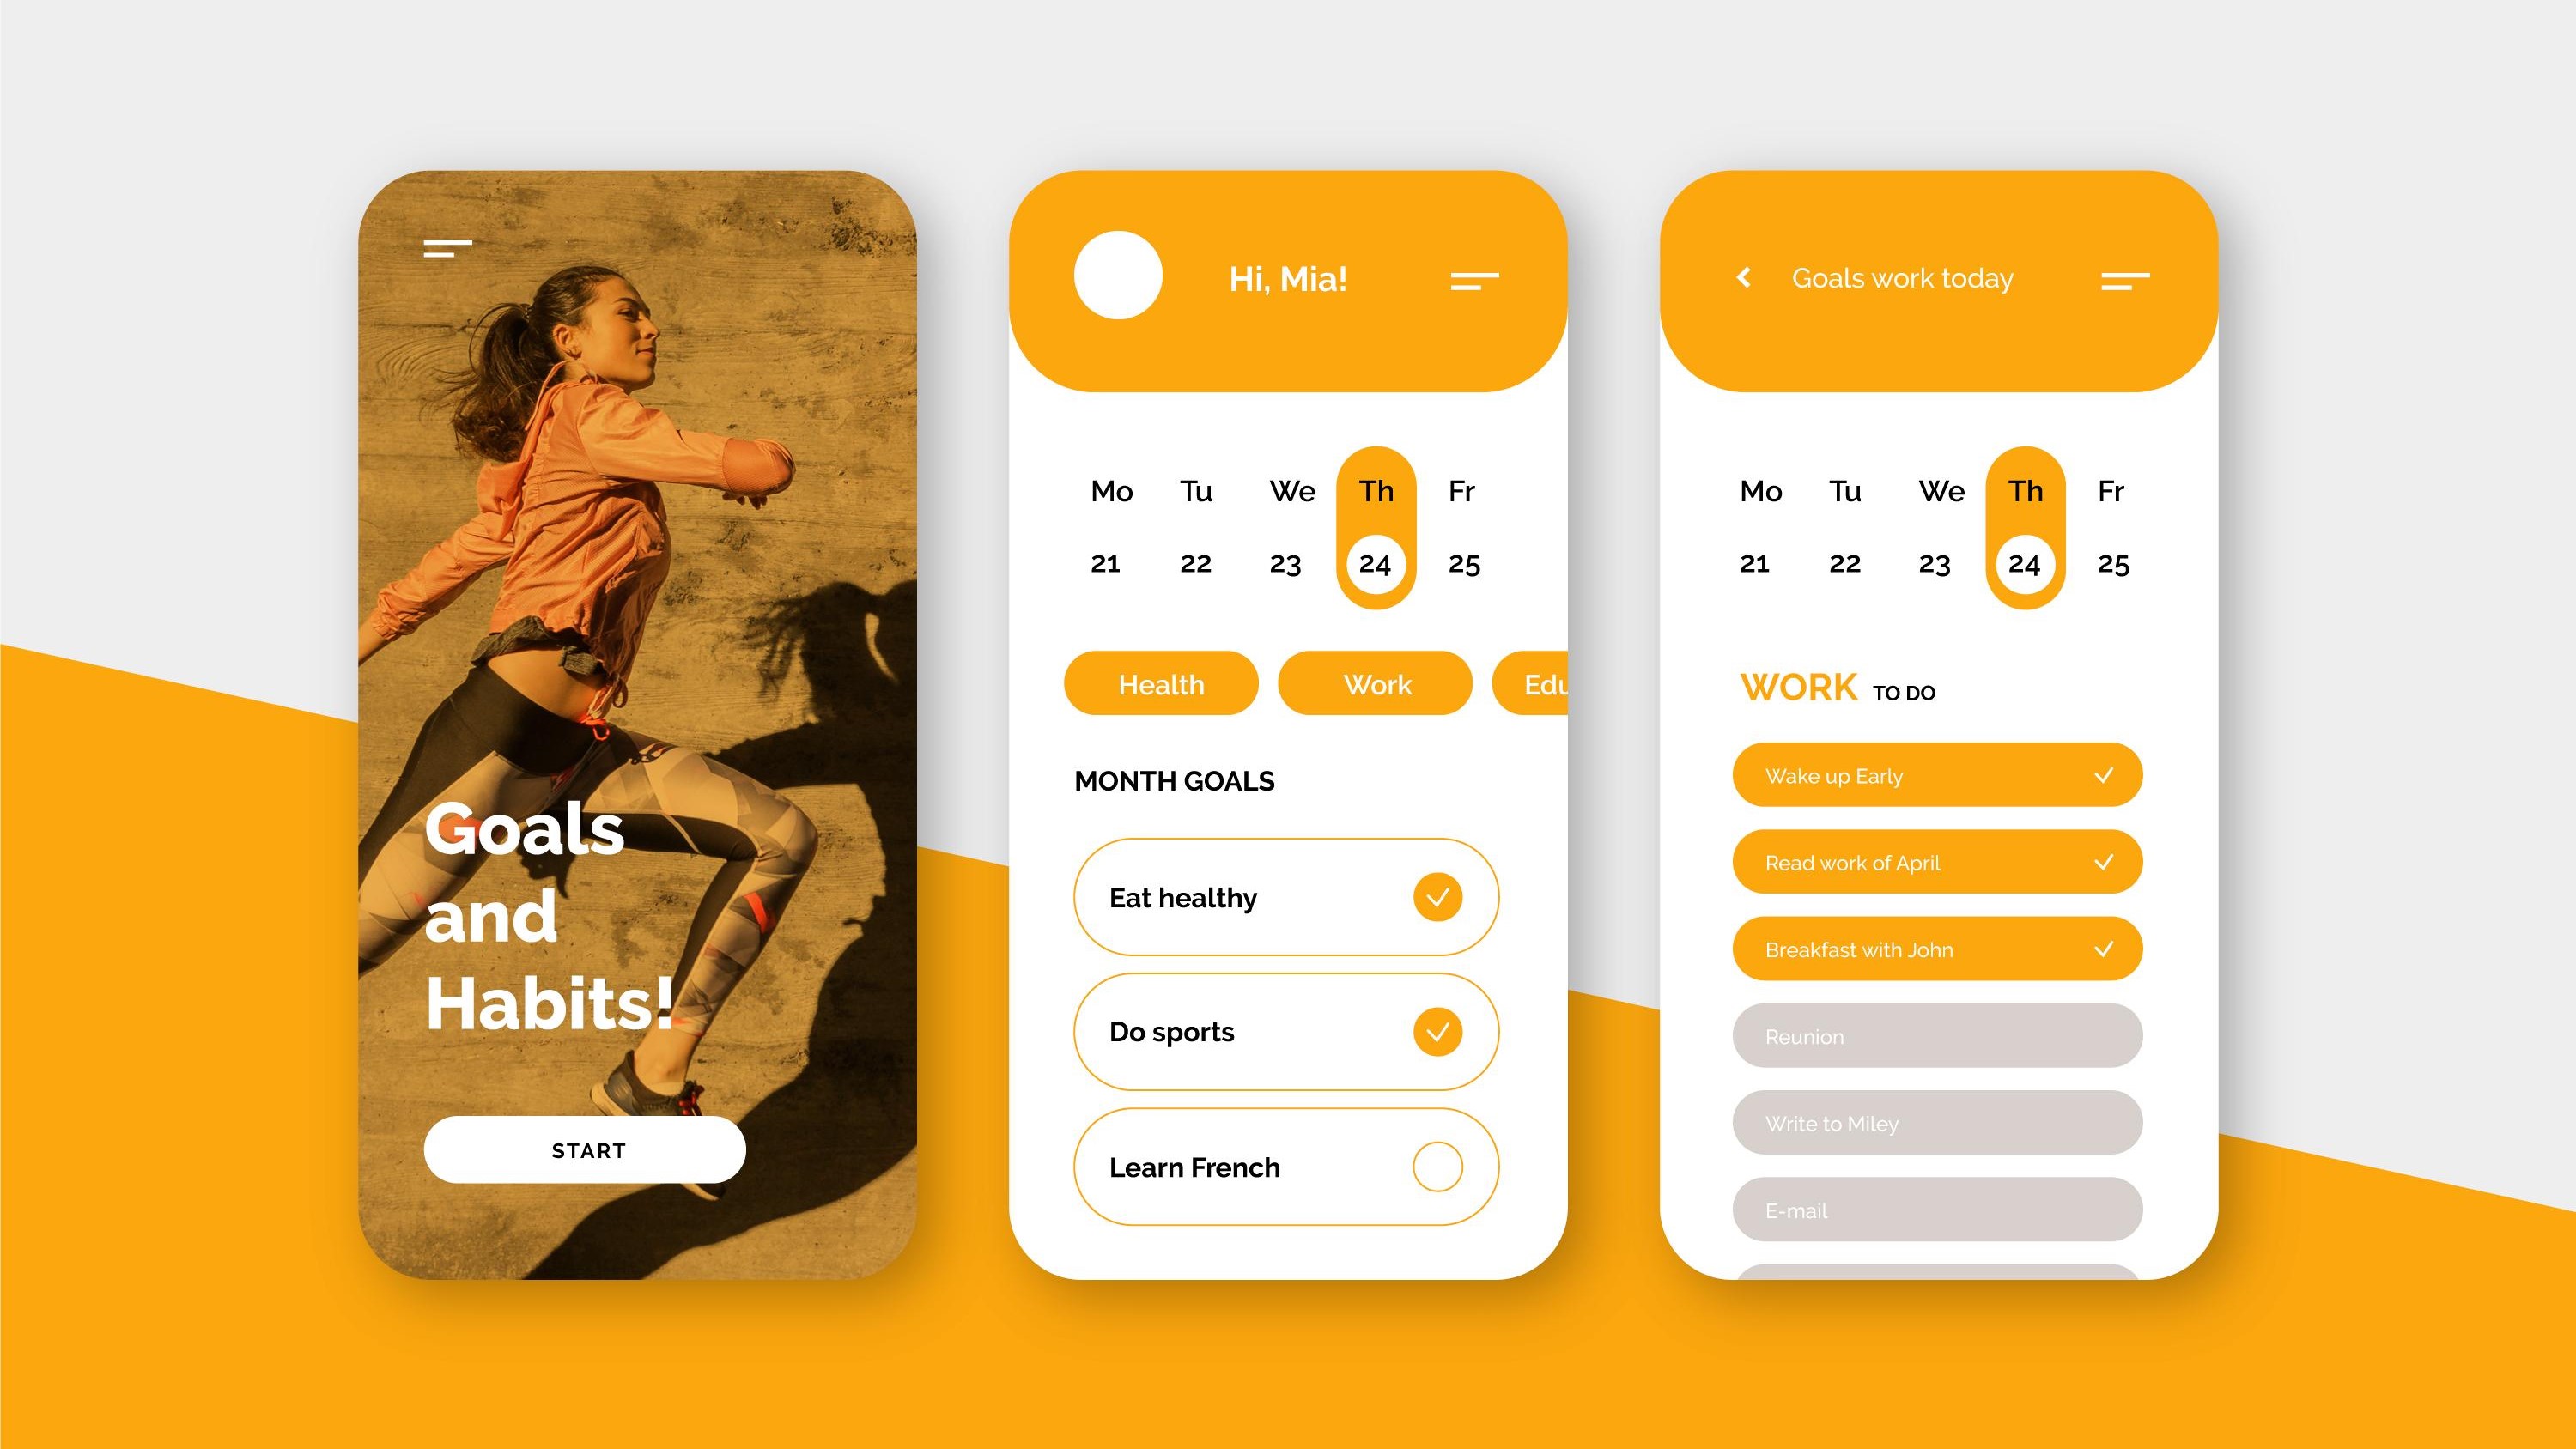 Goals
and
Habits!
START
Hi, Mia!
Mo Tu We Th Fr
21 22 23 24 25
Health Work Edu
MONTH GOALS
Eat healthy
Do sports
Learn French
Goals work today
Mo Tu We Th Fr
21 22 23 24 25
WORK TO DO
Wake up Early
Read work of April
Breakfast with John
Reunion
Write to Miley
E-mail